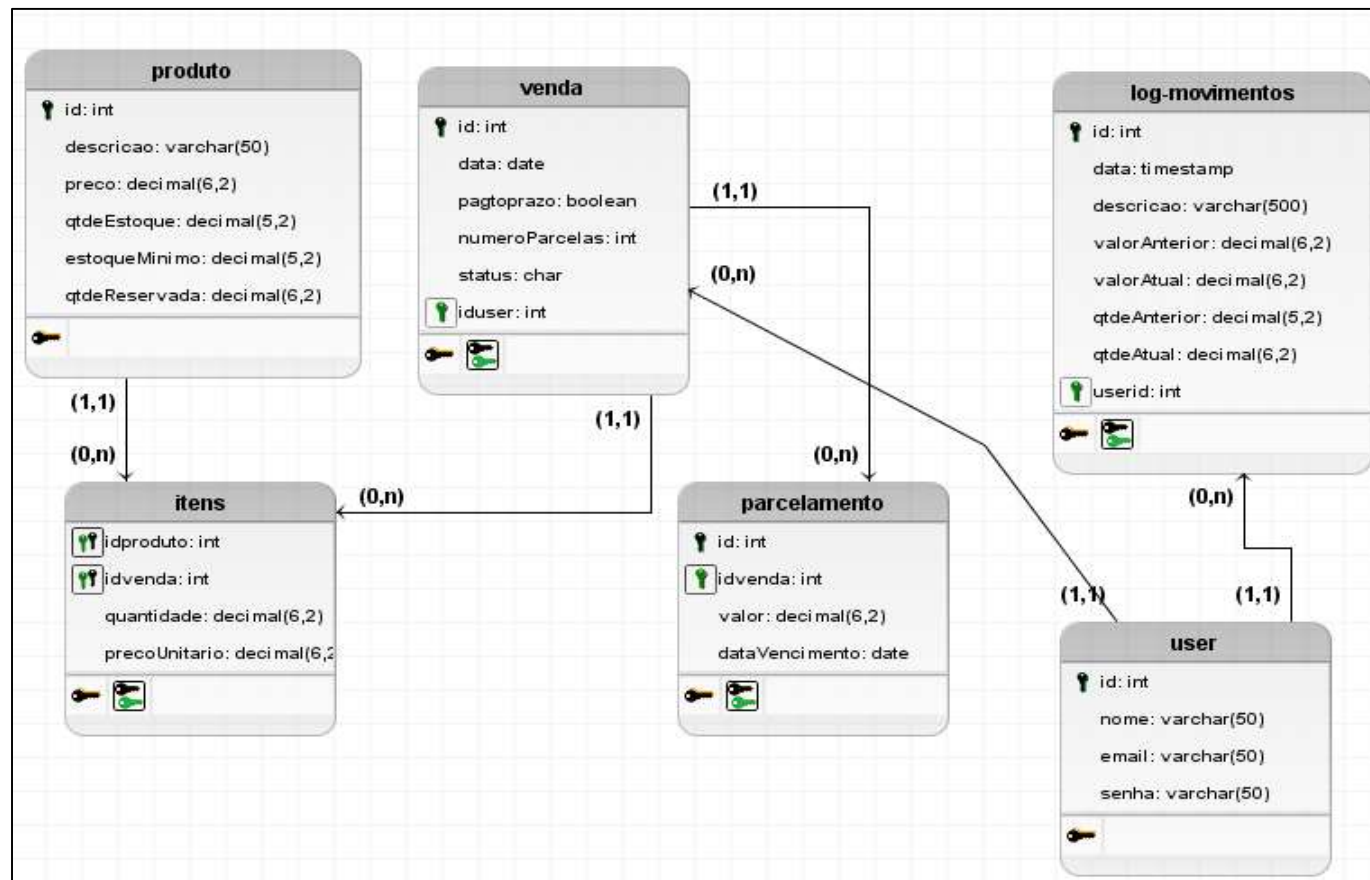 produto
id: int
descricao: varchar(50)
preco: decimal(6,2)
qtdeEstoque: decimal(5,2)
estoqueMinimo: decimal(5,2)
qtdeReservada: decimal(6,2)
venda
id: int
data: date
pagtoprazo: boolean
numeroParcelas: int
status: char
iduser: int
log-movimentos
id: int
data: timestamp
descricao: varchar(500)
valorAnterior: decimal(6,2)
valorAtual: decimal(6,2)
qtdeAnterior: decimal(5,2)
qtdeAtual: decimal(6,2)
userid: int
(1,1)
(0,n)
(1,1)
(0,n)
(1,1)
(0,n)
(0,n)
(1,1)
(0,n)
(1,1)
itens
idproduto: int
idvenda: int
quantidade: decimal(6,2)
precoUnitario: decimal(6,2
parcelamento
id: int
idvenda: int
valor: decimal(6,2)
dataVencimento: date
user
id: int
nome: varchar(50)
email: varchar(50)
senha: varchar(50)